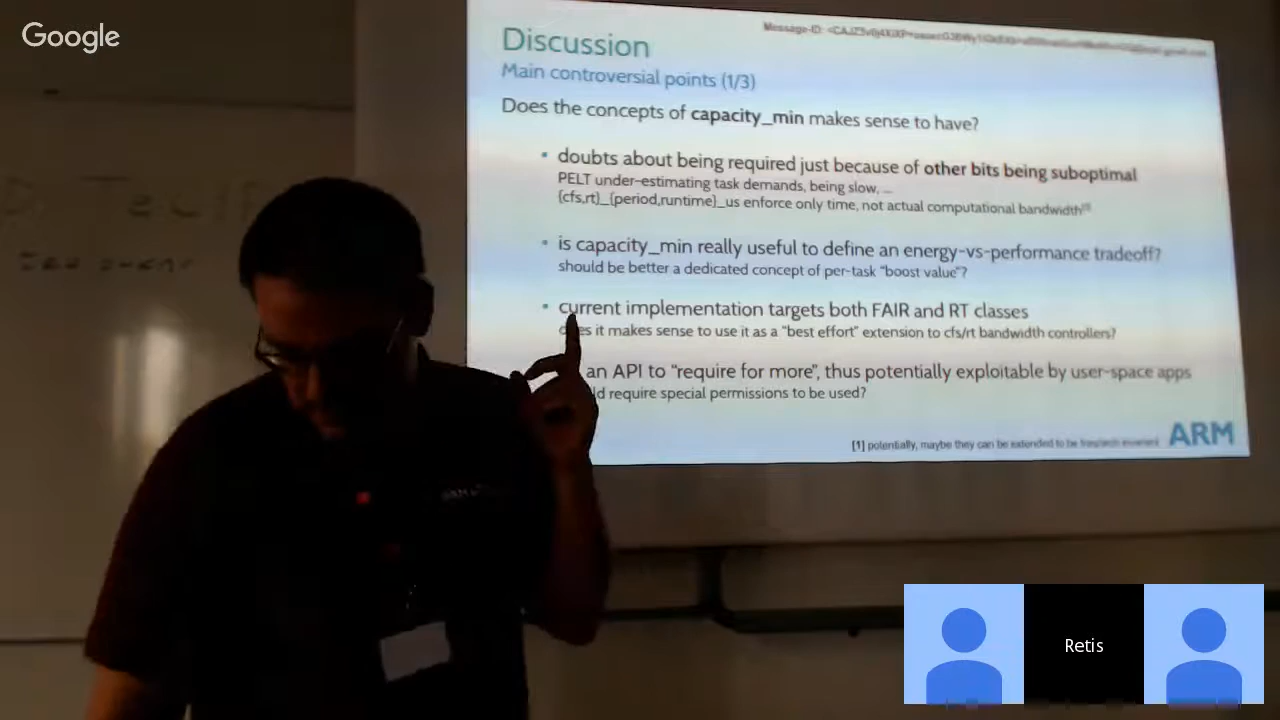 Google
Message-ID:
Discussion
Main controversial points (1/3)
Does the concepts of capacity_min makes sense to have?
• doubts about being required just because of other bits being suboptimal
PELT under-estimating task demands, being slow, ...
{cfs,rt}_{period,runtime}_us enforce only time, not actual computational bandwidth[1]
• is capacity_min really useful to define an energy-vs-performance tradeoff?
should be better a dedicated concept of per-task "boost value"?
• current implementation targets both FAIR and RT classes
it makes sense to use it as a "best effort" extension to cfs/rt bandwidth controllers?
an API to "require for more", thus potentially exploitable by user-space apps
require special permissions to be used?
[1] potentially, maybe they can be extended to be
ARM
Retis